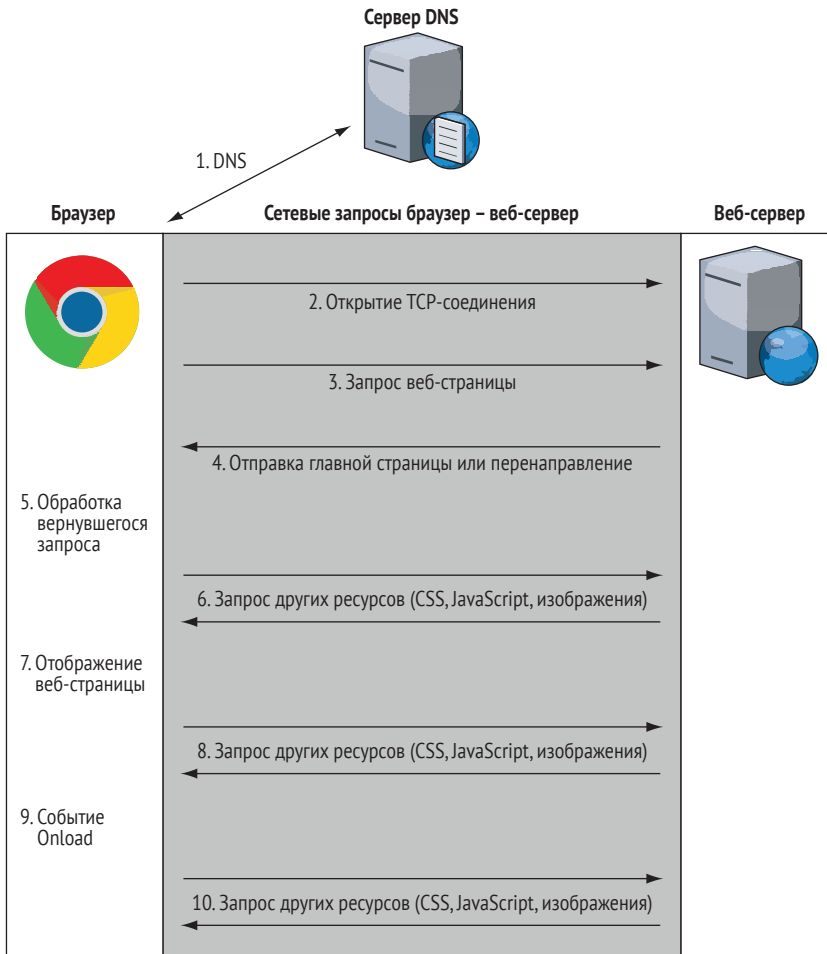 Сервер DNS
1. DNS
Браузер
Сетевые запросы браузер – веб-сервер
Веб-сервер
2. Открытие TCP-соединения
3. Запрос веб-страницы
4. Отправка главной страницы или перенаправление
5. Обработка
вернувшегося
запроса
6. Запрос других ресурсов (CSS, JavaScript, изображения)
7. Отображение
веб-страницы
8. Запрос других ресурсов (CSS, JavaScript, изображения)
9. Событие
Onload
10. Запрос других ресурсов (CSS, JavaScript, изображения)